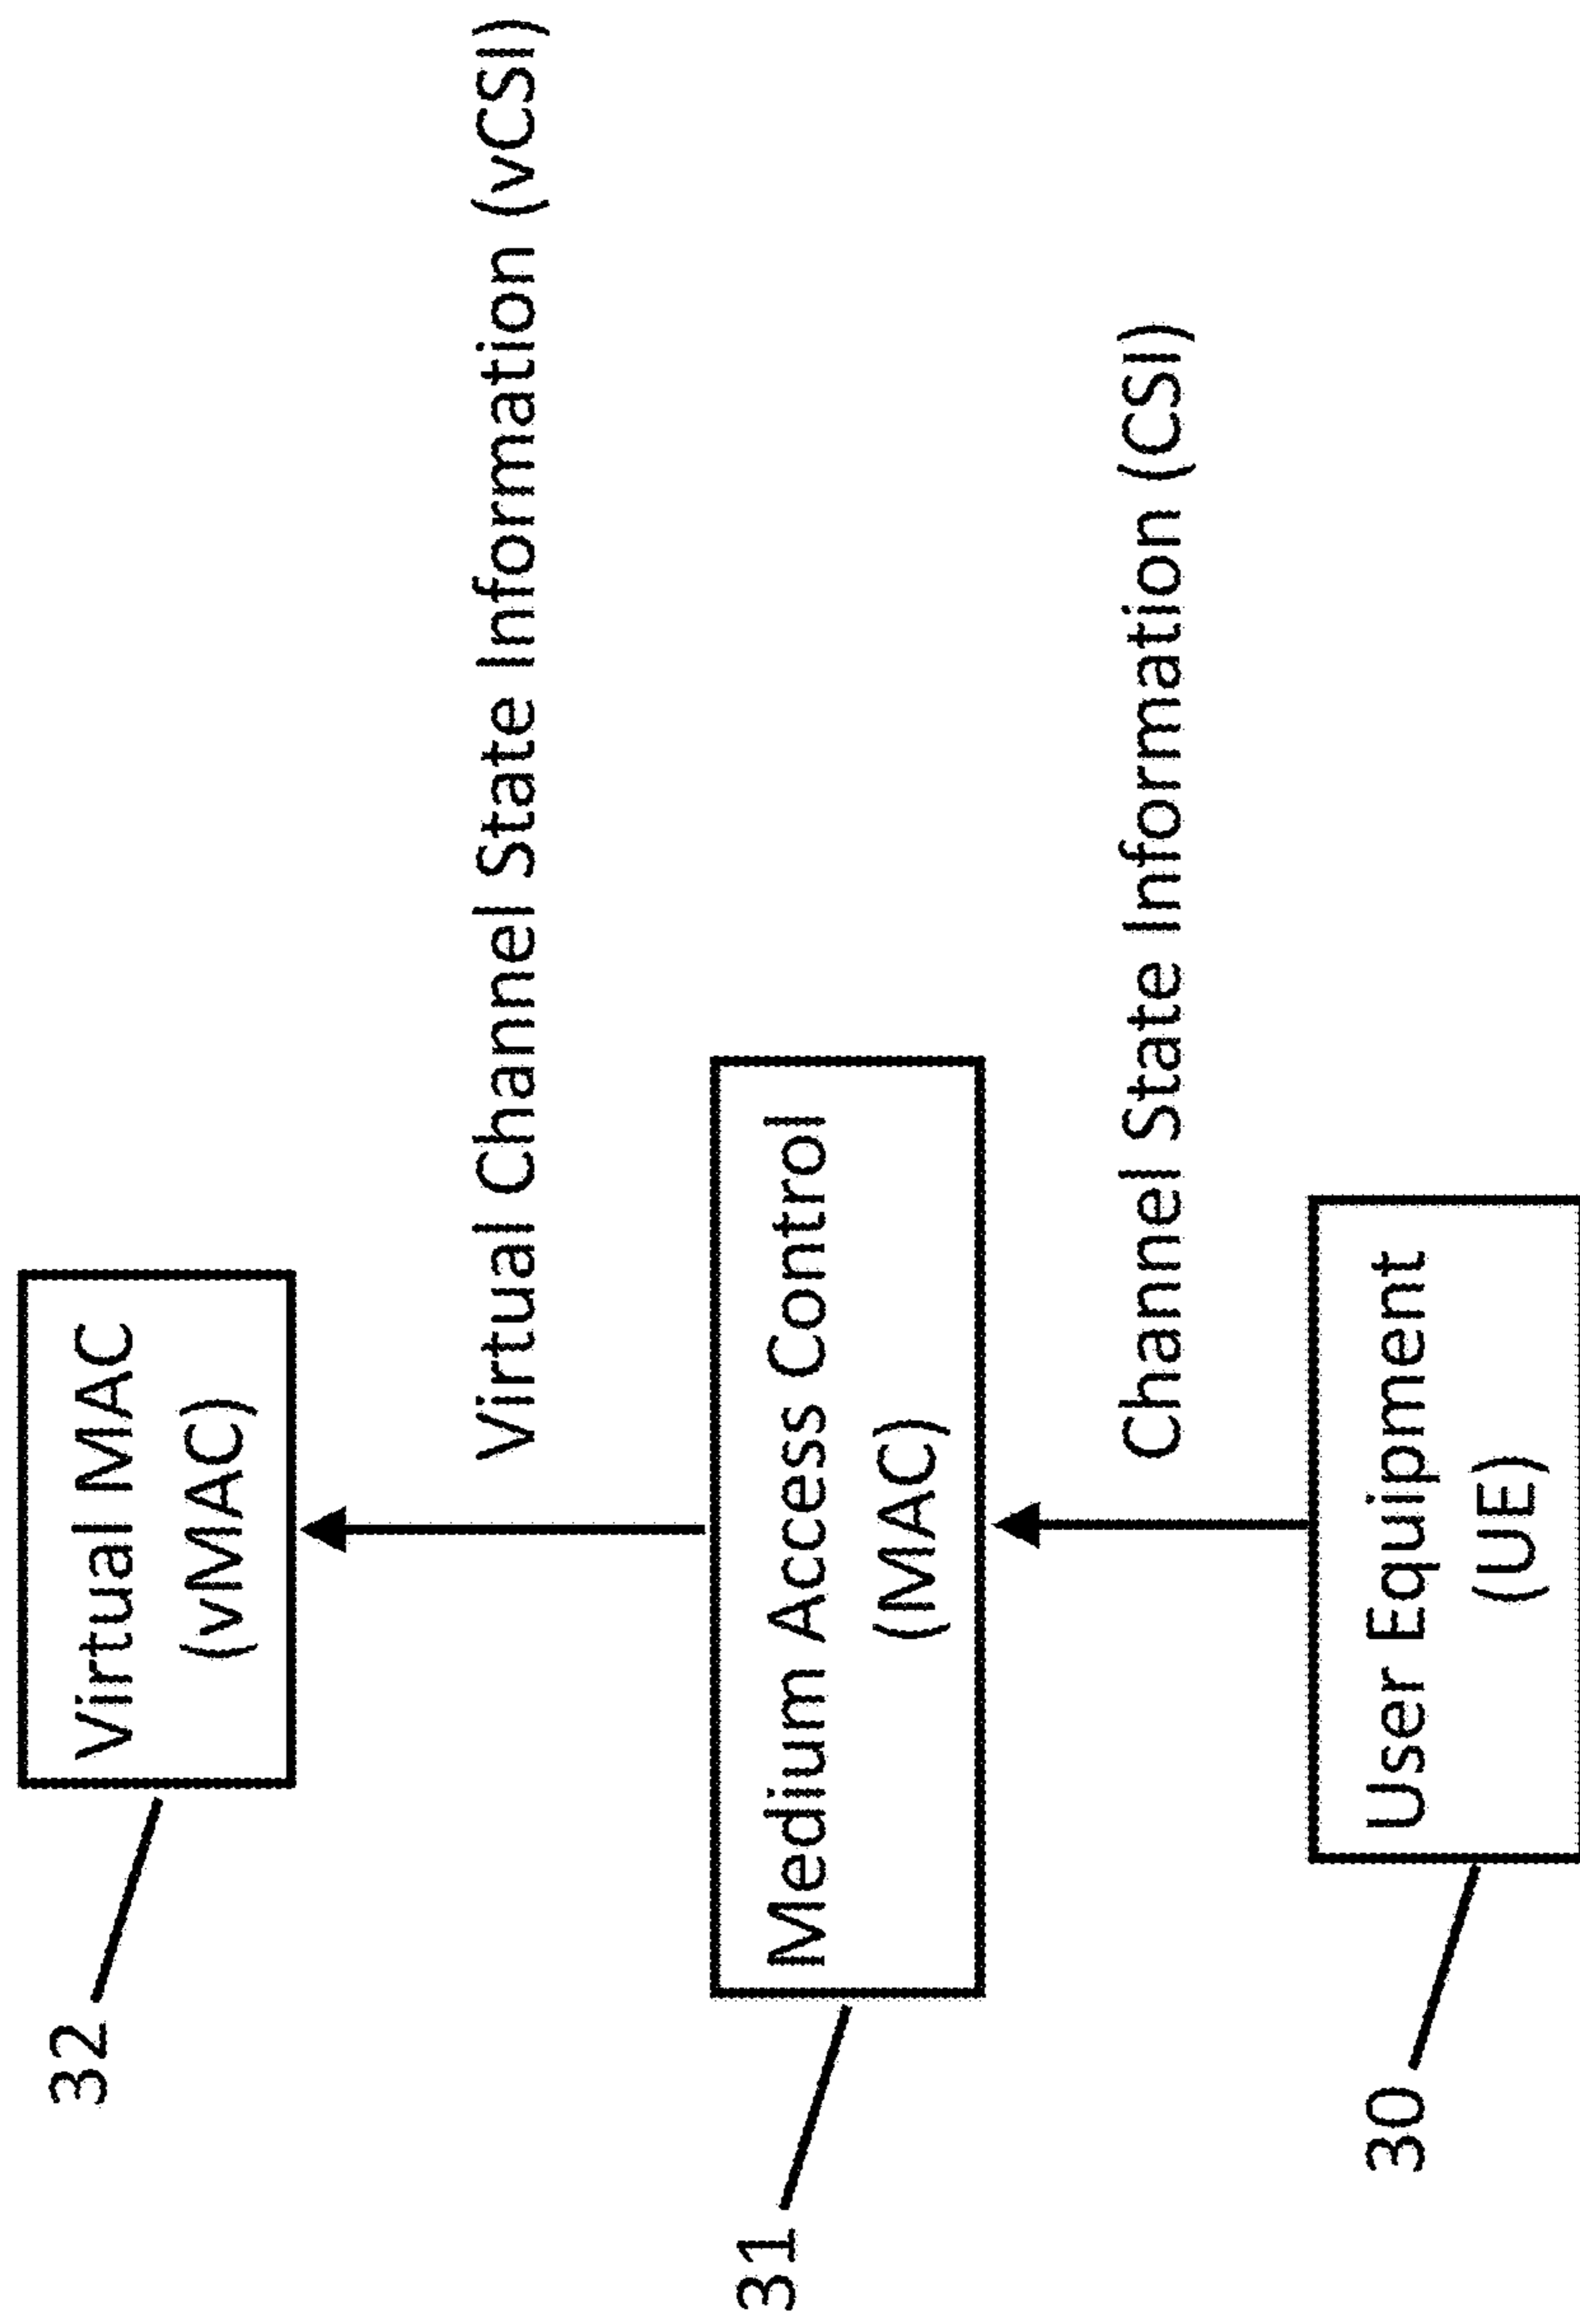 32
Virtual MAC
(vMAC)
Virtual Channel State Information (vCSI)
31
Medium Access Control
(MAC)
Channel State Information (CSI)
30
User Equipment
(UE)